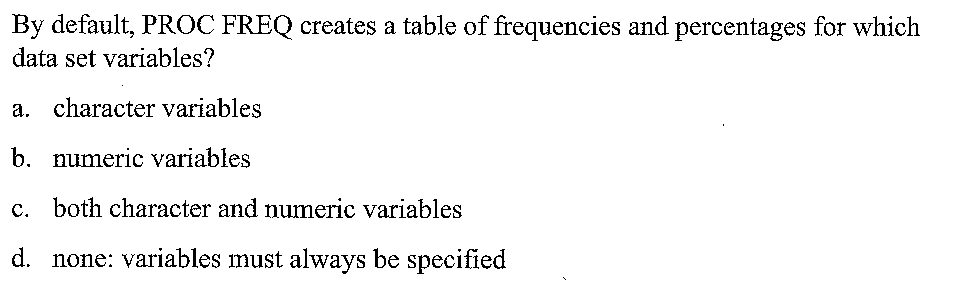 By default, PROC FREQ creates a table of frequencies and percentages for which
data set variables?
a. character variables
b. numeric variables
c. both character and numeric variables
d. none: variables must always be specified